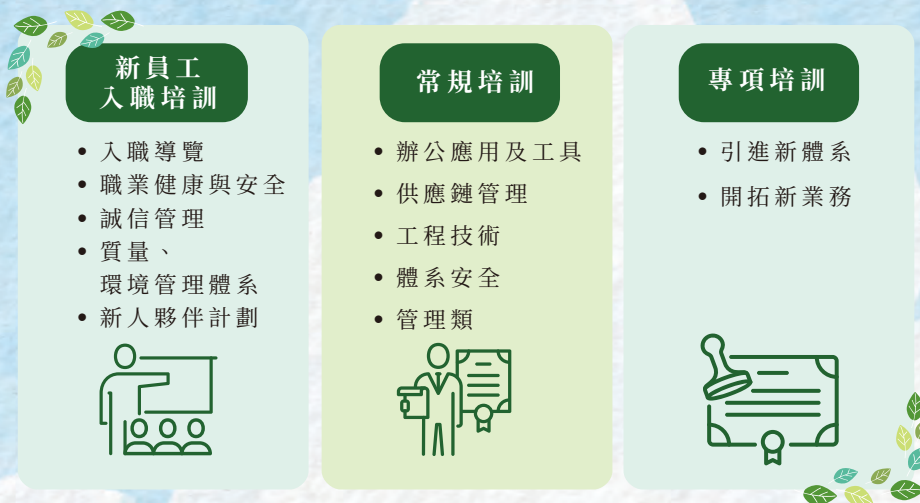 新員工
入職培訓
• 入職導覽
• 職業健康與安全
• 誠信管理
• 質量、
環境管理體系
• 新人夥伴計劃
常規培訓
• 辦公應用及工具
• 供應鏈管理
• 工程技術
• 體系安全
• 管理類
專項培訓
• 引進新體系
• 開拓新業務